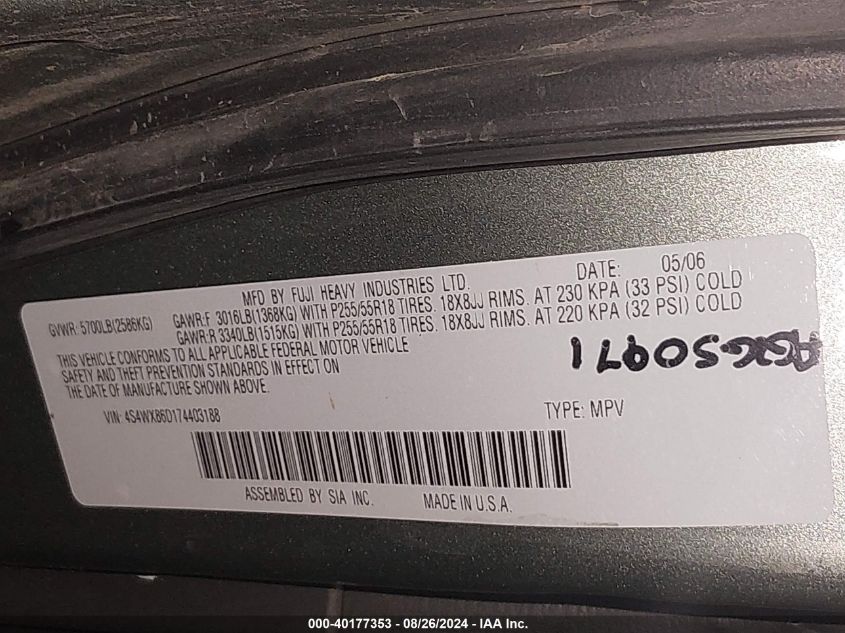 MFD BY FUJI HEAVY INDUSTRIES LTD. DATE: 05/06
GVWR: 5700LB(2586KG) GAWR:F 3016LB(1368KG) WITH P255/55R18 TIRES. 18X8JJ RIMS. AT 230 KPA (33 PSI) COLD
GAWR:R 3340LB(1515KG) WITH P255/55R18 TIRES. 18X8JJ RIMS. AT 220 KPA (32 PSI) COLD
THIS VEHICLE CONFORMS TO ALL APPLICABLE FEDERAL MOTOR VEHICLE
SAFETY AND THEFT PREVENTION STANDARDS IN EFFECT ON
THE DATE OF MANUFACTURE SHOWN ABOVE.
VIN: 4S4WX86D174403188 TYPE: MPV
ASSEMBLED BY SIA INC. MADE IN U.S.A.
000-40177353 - 08/26/2024 - IAA Inc.